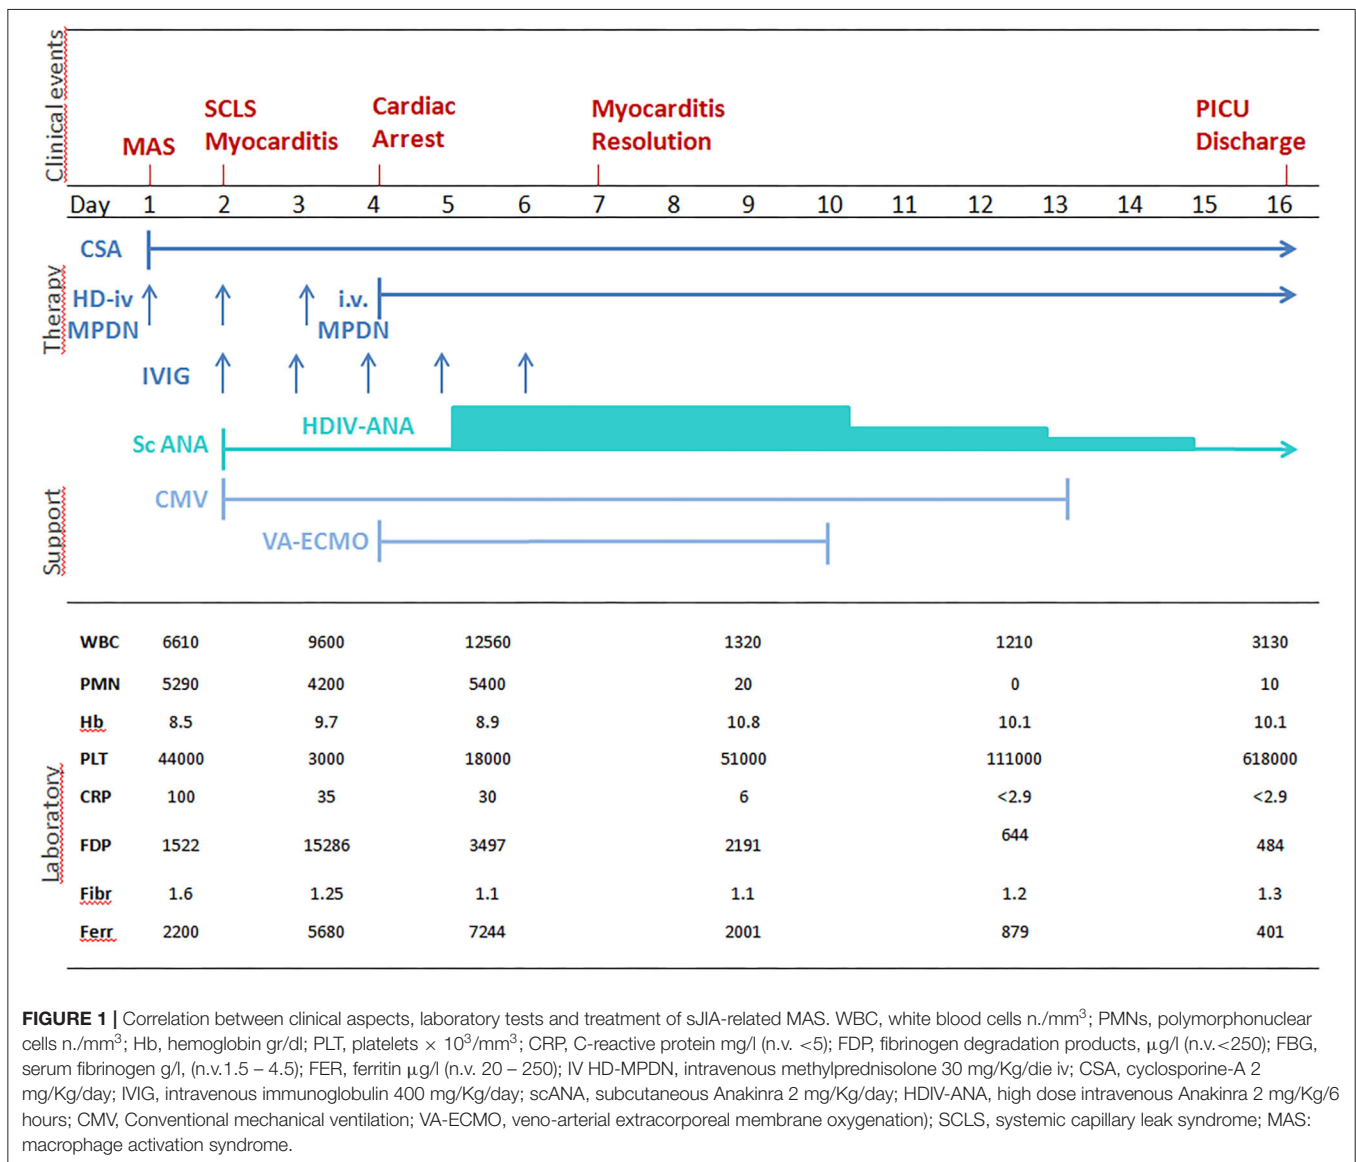 Clinical events
SCLS
Myocarditis
Cardiac
Arrest
Myocarditis
Resolution
PICU
Discharge
MAS
Day 1 2 3 4 5 6 7 8 9 10 11 12 13 14 15 16
Therapy
CSA
HD-iv
MPDN
i.v.
MPDN
IVIG
HDIV-ANA
Sc ANA
Support
CMV
VA-ECMO
Laboratory
WBC 6610 9600 12560 1320 1210 3130
PMN 5290 4200 5400 20 0 10
Hb 8.5 9.7 8.9 10.8 10.1 10.1
PLT 44000 3000 18000 51000 111000 618000
CRP 100 35 30 6 <2.9 <2.9
FDP 1522 15286 3497 2191 644 484
Fibr 1.6 1.25 1.1 1.1 1.2 1.3
Ferr 2200 5680 7244 2001 879 401
FIGURE 1 | Correlation between clinical aspects, laboratory tests and treatment of sJIA-related MAS. WBC, white blood cells n./mm³; PMNs, polymorphonuclear
cells n./mm³; Hb, hemoglobin gr/dl; PLT, platelets × 10³/mm³; CRP, C-reactive protein mg/l (n.v. <5); FDP, fibrinogen degradation products, μg/l (n.v.<250); FBG,
serum fibrinogen g/l, (n.v.1.5 – 4.5); FER, ferritin μg/l (n.v. 20 – 250); IV HD-MPDN, intravenous methylprednisolone 30 mg/Kg/die iv; CSA, cyclosporine-A 2
mg/Kg/day; IVIG, intravenous immunoglobulin 400 mg/Kg/day; scANA, subcutaneous Anakinra 2 mg/Kg/day; HDIV-ANA, high dose intravenous Anakinra 2 mg/Kg/6
hours; CMV, Conventional mechanical ventilation; VA-ECMO, veno-arterial extracorporeal membrane oxygenation); SCLS, systemic capillary leak syndrome; MAS:
macrophage activation syndrome.